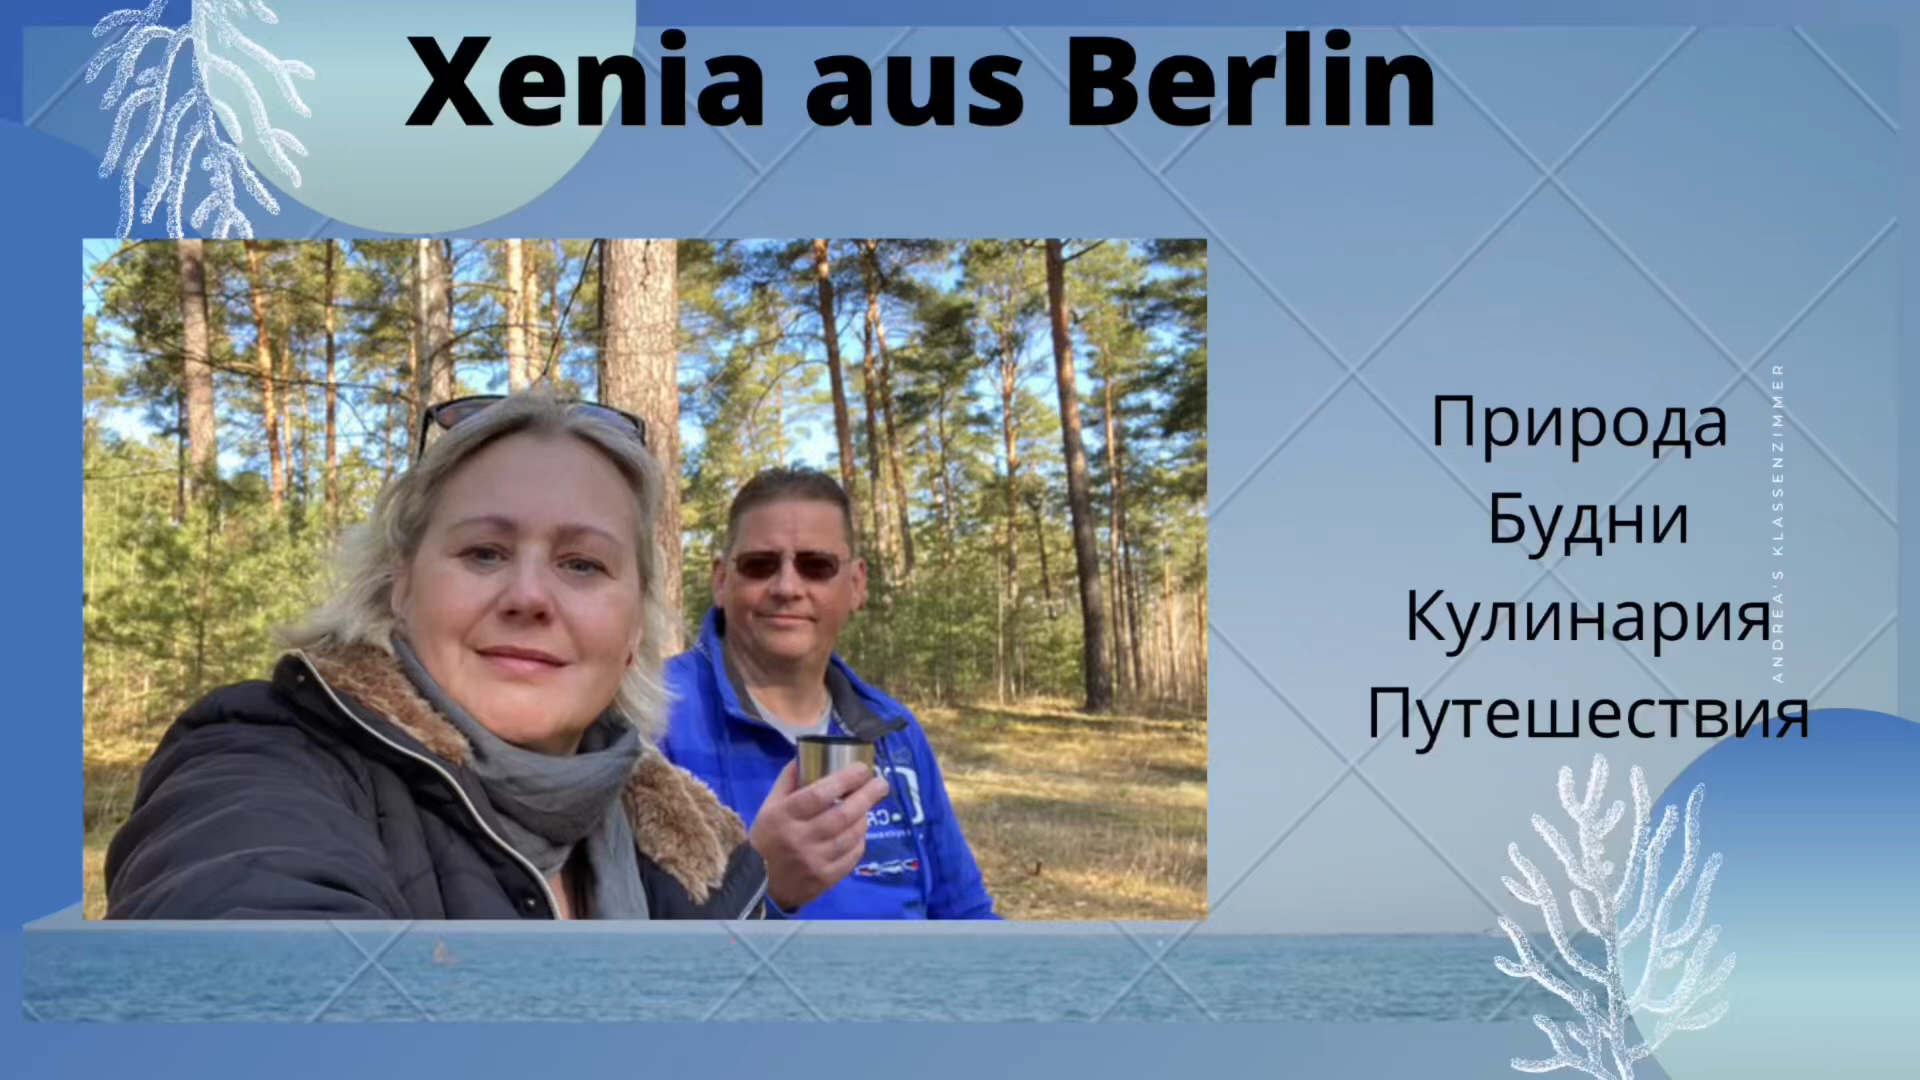 Xenia aus Berlin
Природа
Будни
Кулинария
Путешествия
ANDREA'S KLASSENZIMMER